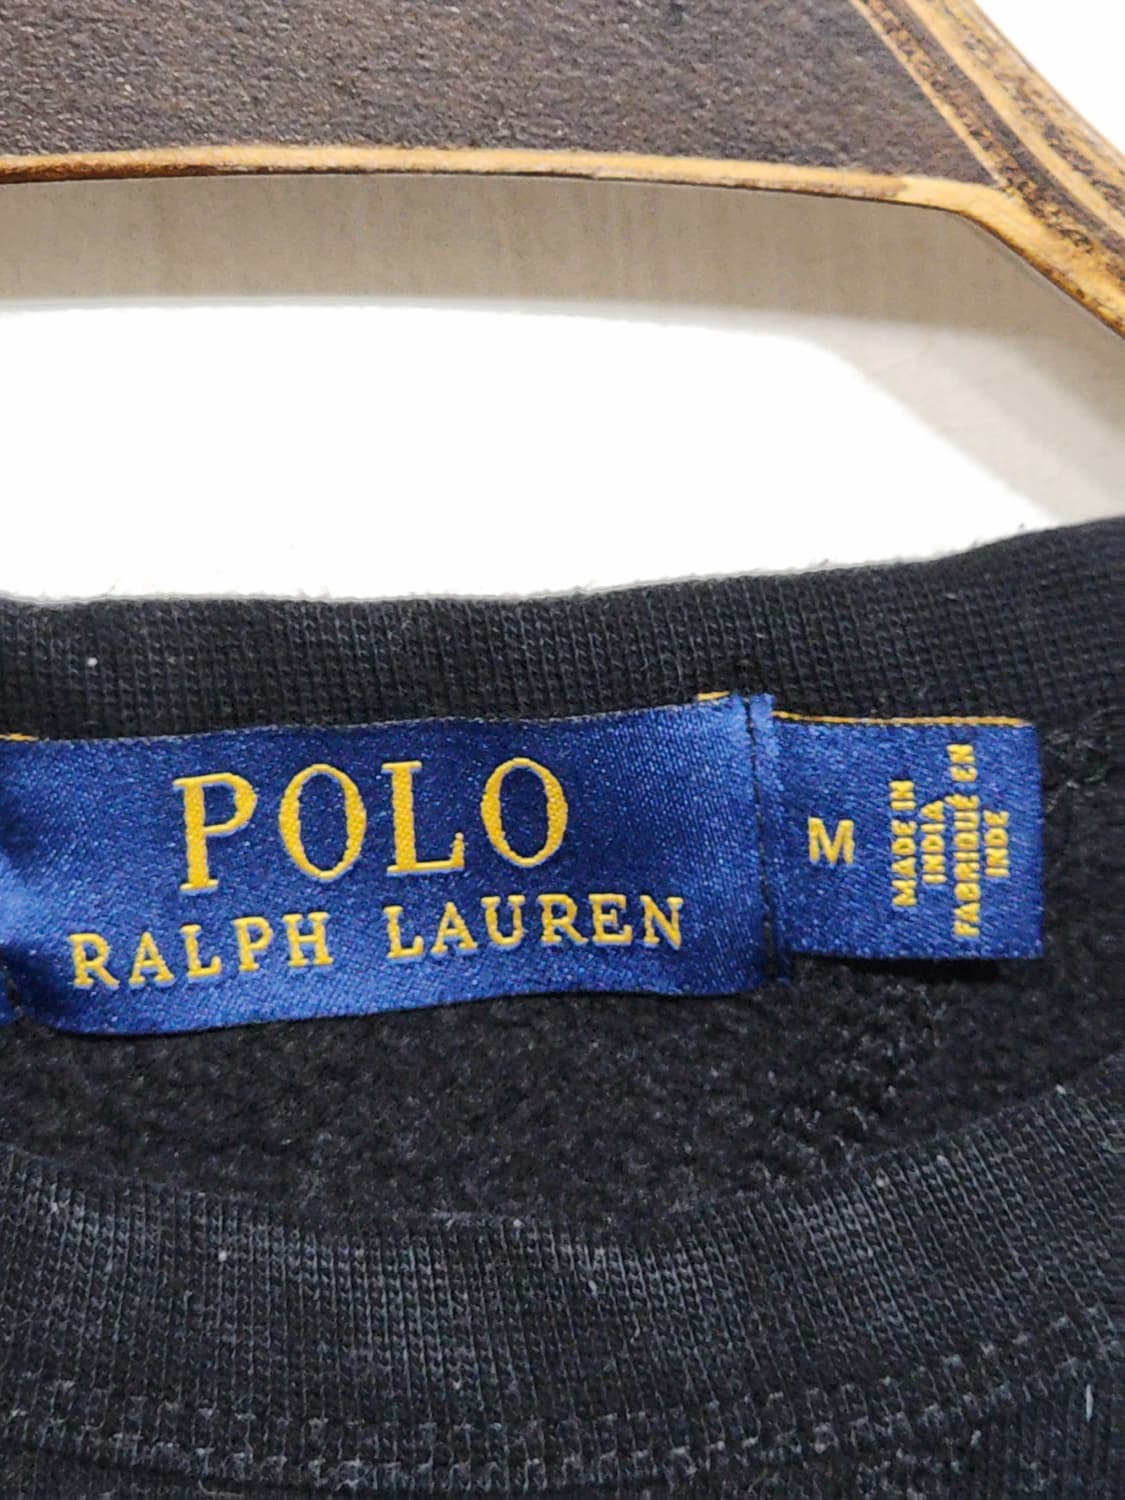 POLO
RALPH LAUREN
M
MADE IN
INDIA
FABRIQUÉ EN
INDE